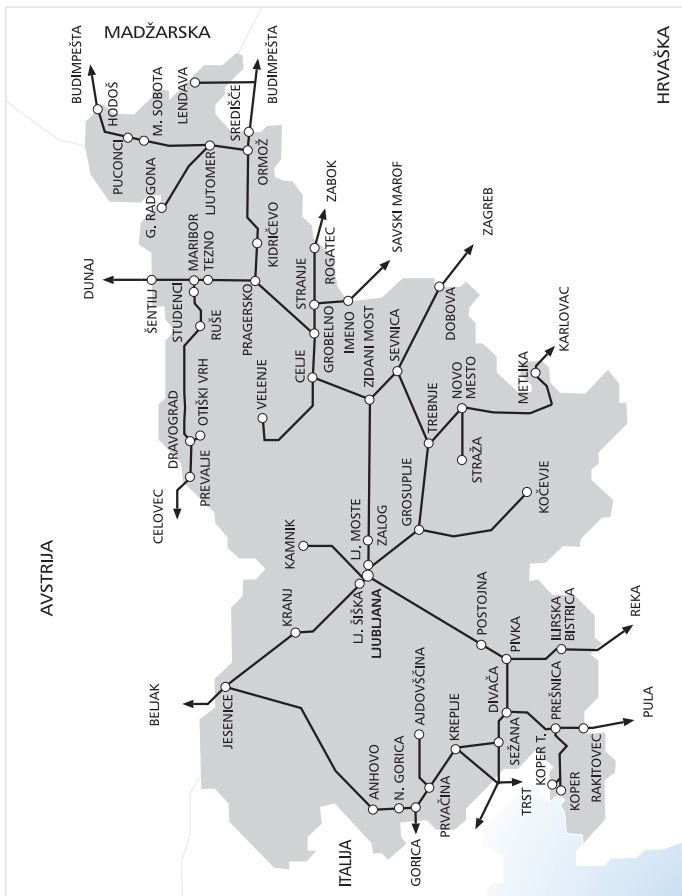 MADŽARSKA
HRVAŠKA
AVSTRIJA
ITALIJA
BUDIMPEŠTA
HODOŠ
PUCONCI
M. SOBOTA
LENDAVA
BUDIMPEŠTA
SREDIŠČE
ORMOŽ
LJUTOMER
G. RADGONA
KIDRIČEVO
DUNAJ
ŠENTILJ
MARIBOR
TEZNO
STUDENCI
RUŠE
PRAGERSKO
ZABOK
ROGATEC
STRANJE
SAVSKI MAROF
IMENO
GROBELNO
CELJE
VELENJE
OTIŠKI VRH
DRAVOGRAD
PREVALJE
CELOVEC
ZIDANI MOST
SEVNICA
ZAGREB
DOBOVA
TREBNJE
NOVO
MESTO
STRAŽA
METLIKA
KARLOVAC
KOČEVJE
GROSUPLJE
ZALOG
LJ. MOSTE
KAMNIK
LJUBLJANA
LJ. ŠIŠKA
KRANJ
BELJAK
JESENICE
POSTOJNA
PIVKA
ILIRSKA
BISTRICA
REKA
DIVAČA
PREŠNICA
PULA
RAKITOVEC
KOPER
KOPER T.
SEŽANA
TRST
KREPLJE
AJDOVŠČINA
PRVAČINA
GORICA
N. GORICA
ANHOVO